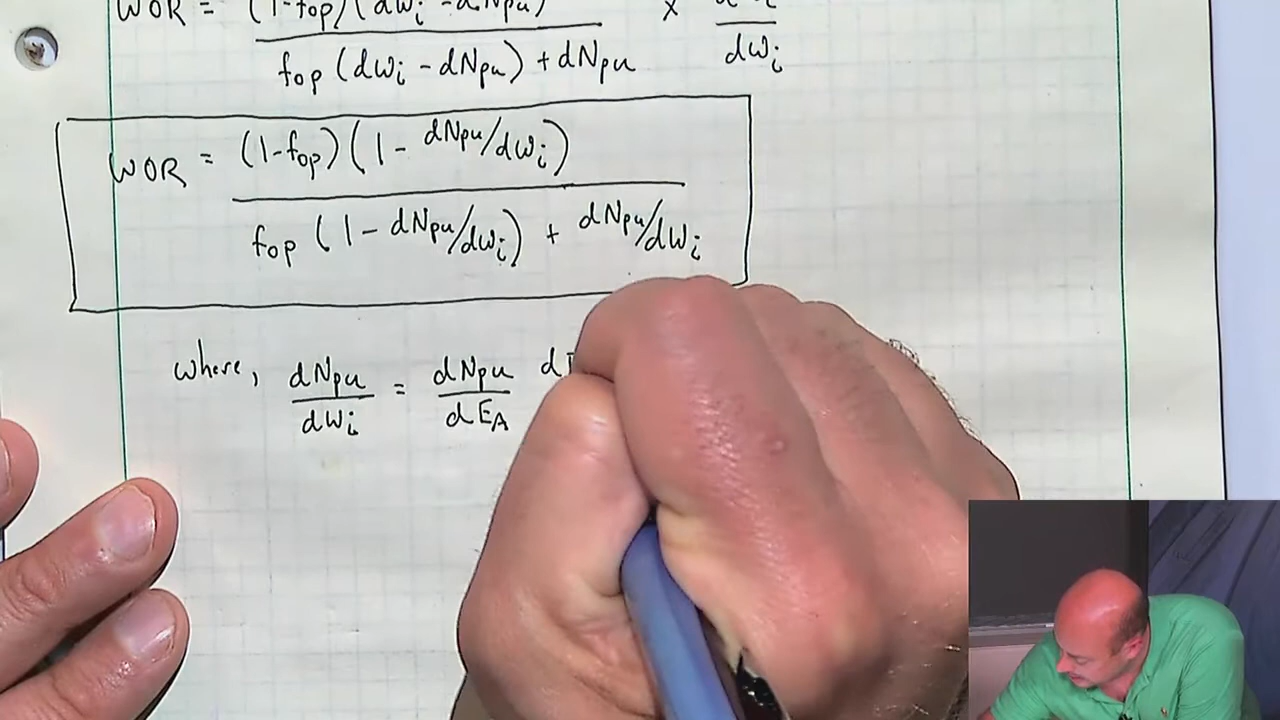 WOR = (1-fop)(dWi - dNpu) x
fop (dWi - dNpu) + dNpu dWi
WOR = (1-fop)(1 - dNpu/dWi)
fop (1 - dNpu/dWi) + dNpu/dWi
where, dNpu = dNpu d
dWi dEA